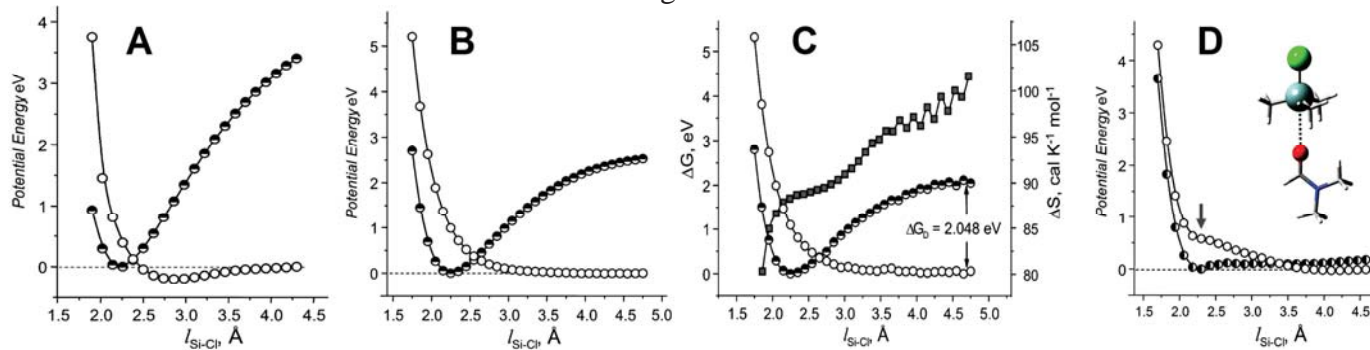 A
Potential Energy eV
4
3
2
1
0
1.5 2.0 2.5 3.0 3.5 4.0 4.5
l Si-Cl, Å
B
Potential Energy eV
5
4
3
2
1
0
1.5 2.0 2.5 3.0 3.5 4.0 4.5 5.0
l Si-Cl, Å
C
ΔG, eV
5
4
3
2
1
0
ΔS, cal K⁻¹ mol⁻¹
105
100
95
90
85
80
ΔG_D = 2.048 eV
1.5 2.0 2.5 3.0 3.5 4.0 4.5 5.0
l Si-Cl, Å
D
Potential Energy eV
5
4
3
2
1
0
1.5 2.0 2.5 3.0 3.5 4.0 4.5
l Si-Cl, Å